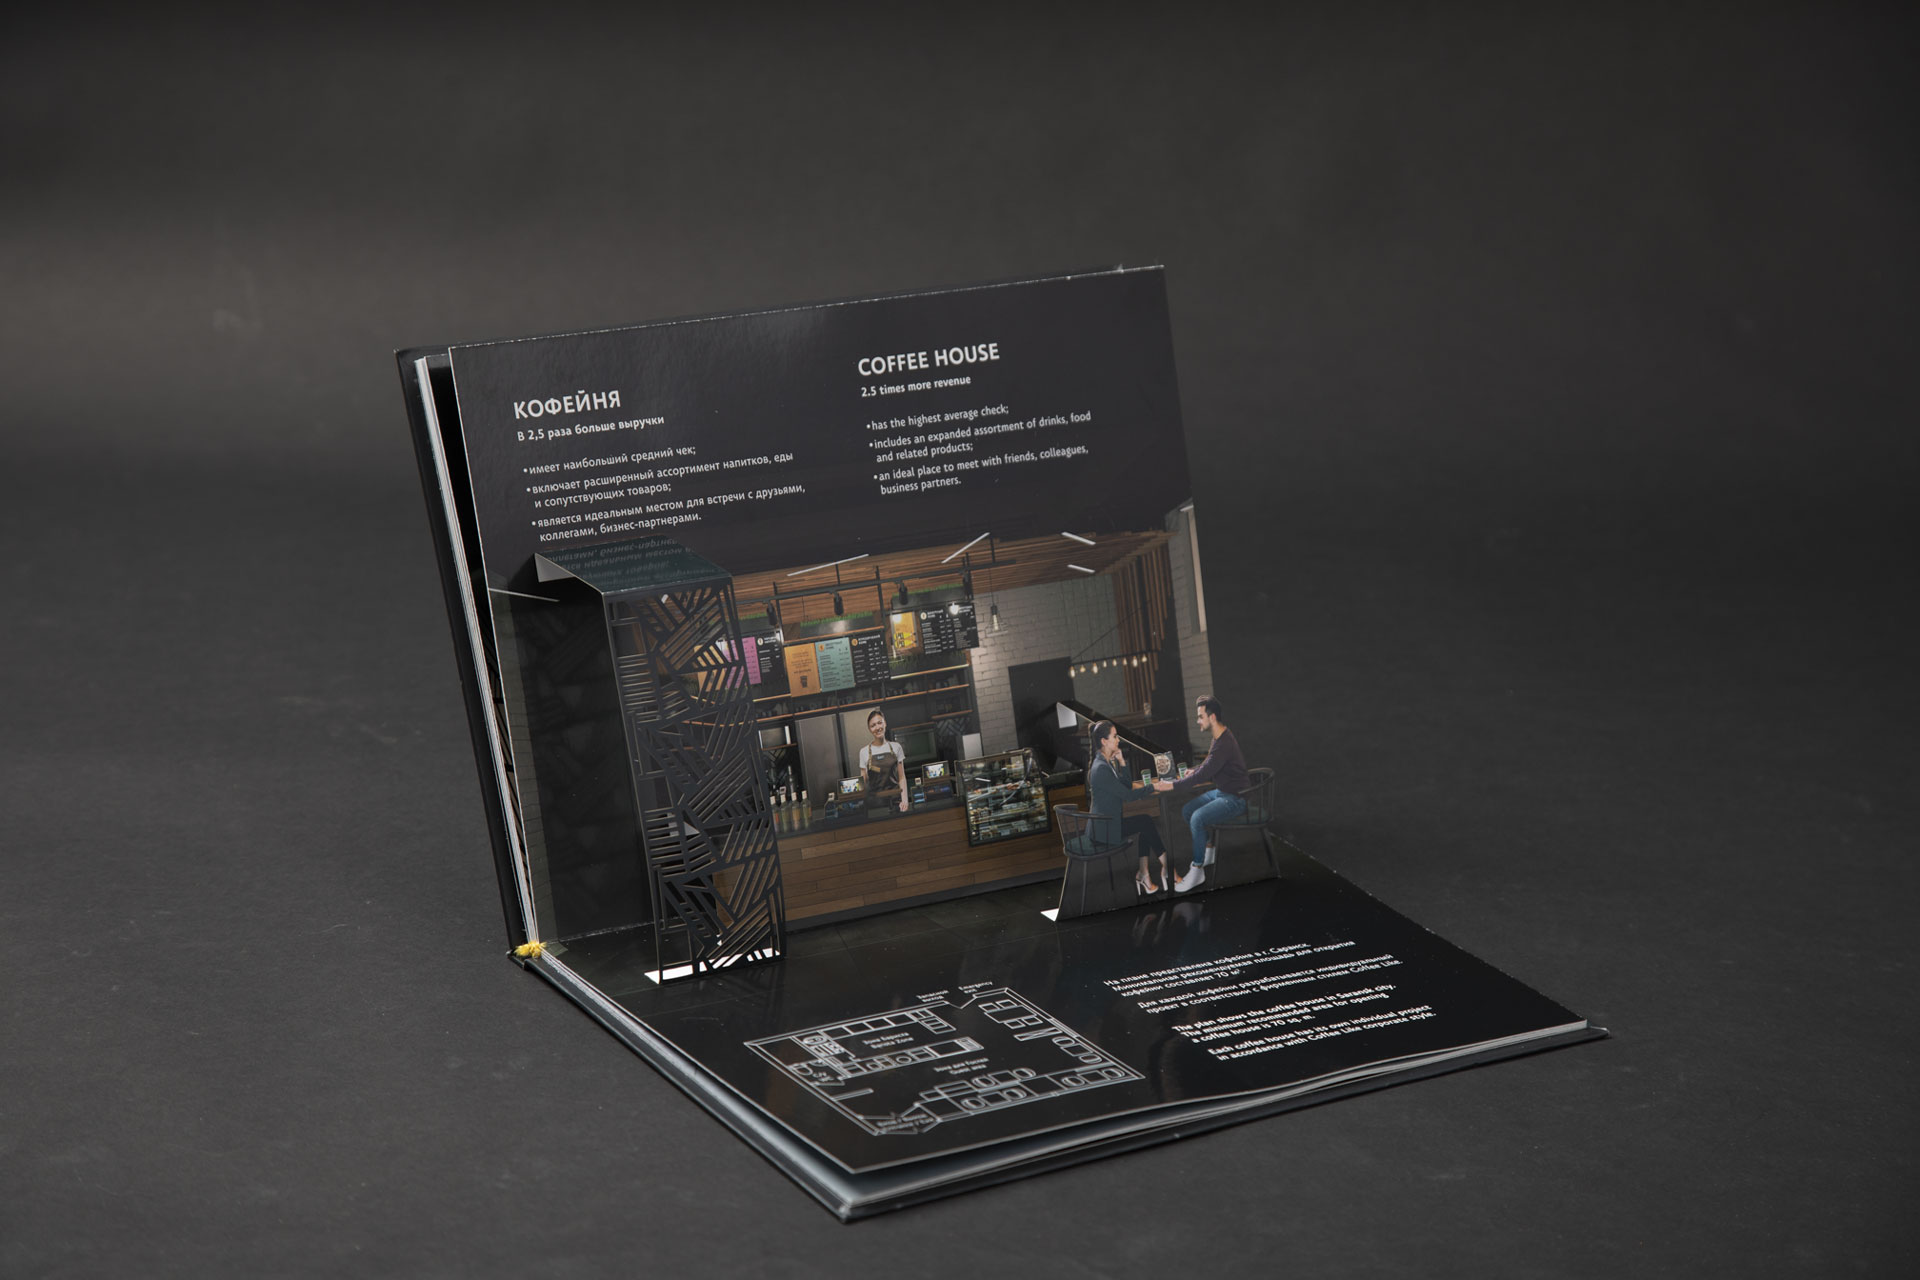 КОФЕЙНЯ
В 2,5 раза больше выручки
•имеет наибольший средний чек;
•включает расширенный ассортимент напитков, еды
и сопутствующих товаров;
•является идеальным местом для встречи с друзьями,
коллегами, бизнес-партнерами.
COFFEE HOUSE
2.5 times more revenue
•has the highest average check;
•includes an expanded assortment of drinks, food
and related products;
•an ideal place to meet with friends, colleagues,
business partners.
На плане представлена кофейня в г. Саранск.
Минимальная рекомендуемая площадь для открытия
кофейни составляет 70 м².
Для каждой кофейни разрабатывается индивидуальный
проект в соответствии с фирменным стилем Coffee Like.
The plan shows the coffee house in Saransk city.
The minimum recommended area for opening
a coffee house is 70 sq. m.
Each coffee house has its own individual project
in accordance with Coffee Like corporate style.
Запасной
выход
Emergency
exit
Зона Бариста
Barista Zone
Зона для Гостей
Guest area
С/у